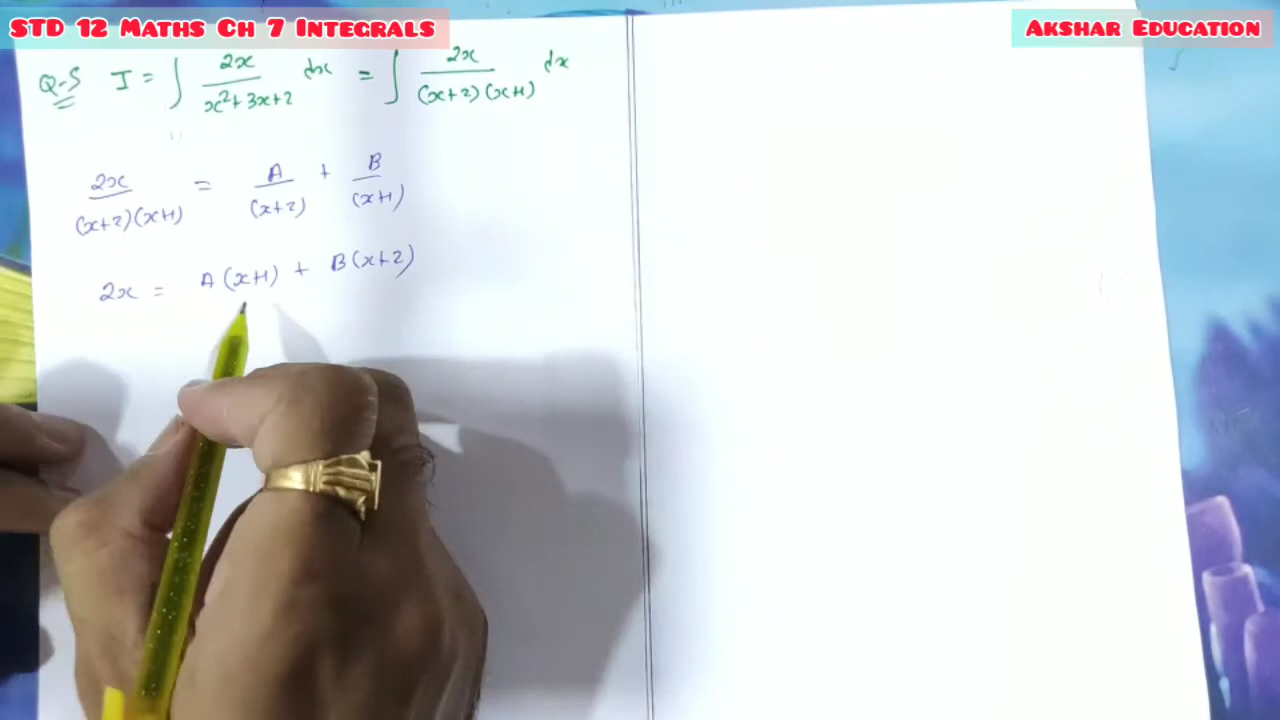 STD 12 Maths Ch 7 Integrals
Akshar Education
Q-5 I = ∫ 2x/(x²+3x+2) dx = ∫ 2x/((x+2)(x+1)) dx
2x/((x+2)(x+1)) = A/(x+2) + B/(x+1)
2x = A(x+1) + B(x+2)